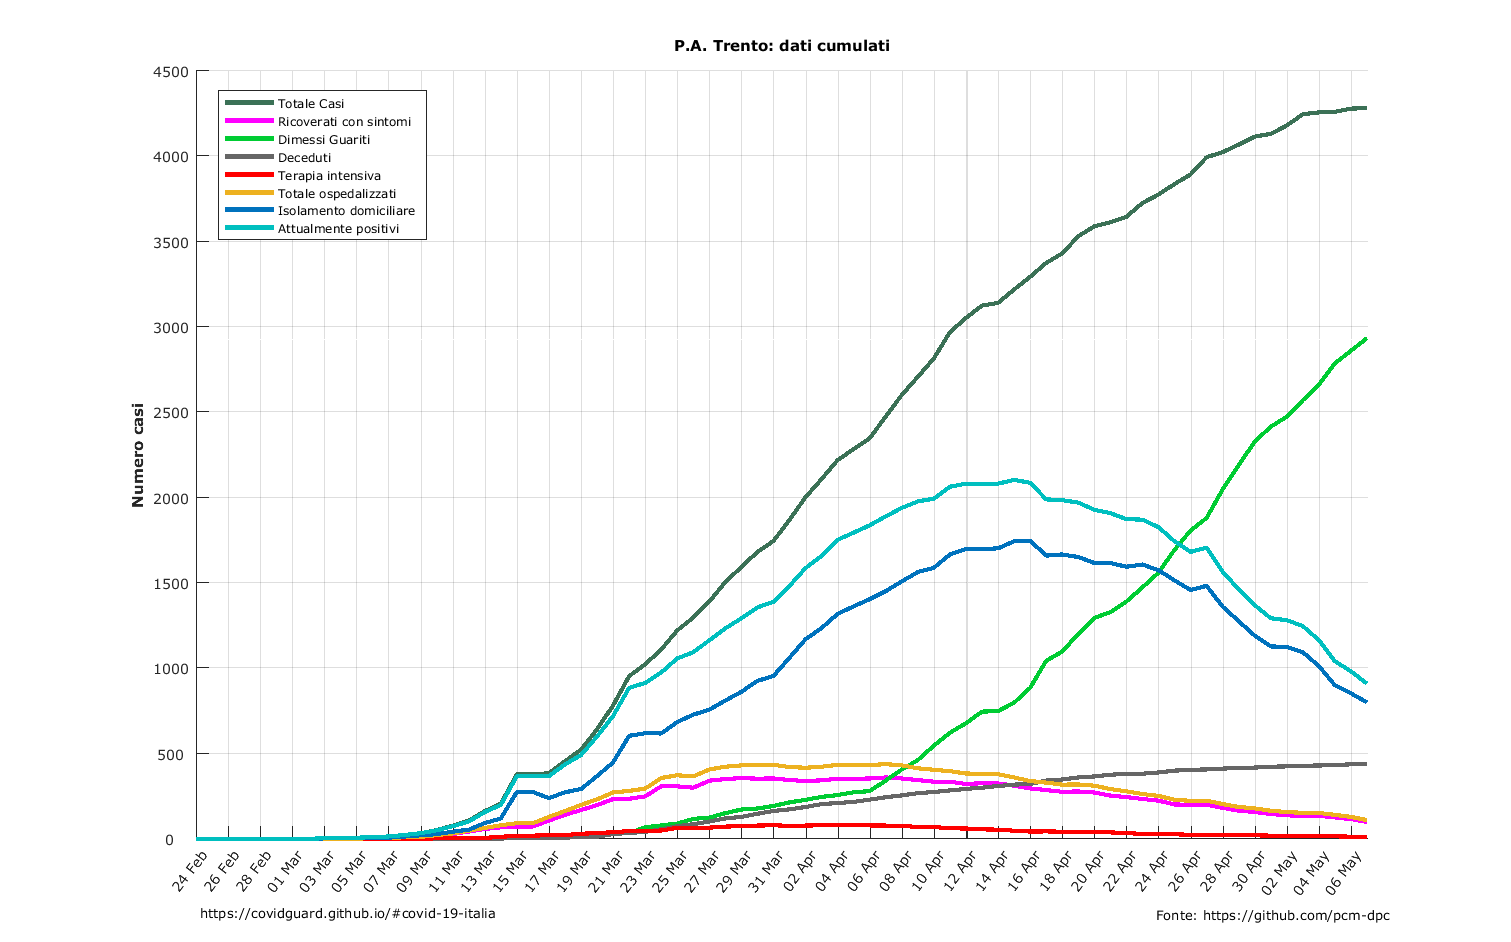 P.A. Trento: dati cumulati
Numero casi
4500
4000
3500
3000
2500
2000
1500
1000
500
0
Totale Casi
Ricoverati con sintomi
Dimessi Guariti
Deceduti
Terapia intensiva
Totale ospedalizzati
Isolamento domiciliare
Attualmente positivi
24 Feb
26 Feb
28 Feb
01 Mar
03 Mar
05 Mar
07 Mar
09 Mar
11 Mar
13 Mar
15 Mar
17 Mar
19 Mar
21 Mar
23 Mar
25 Mar
27 Mar
29 Mar
31 Mar
02 Apr
04 Apr
06 Apr
08 Apr
10 Apr
12 Apr
14 Apr
16 Apr
18 Apr
20 Apr
22 Apr
24 Apr
26 Apr
28 Apr
30 Apr
02 May
04 May
06 May
https://covidguard.github.io/#covid-19-italia
Fonte: https://github.com/pcm-dpc